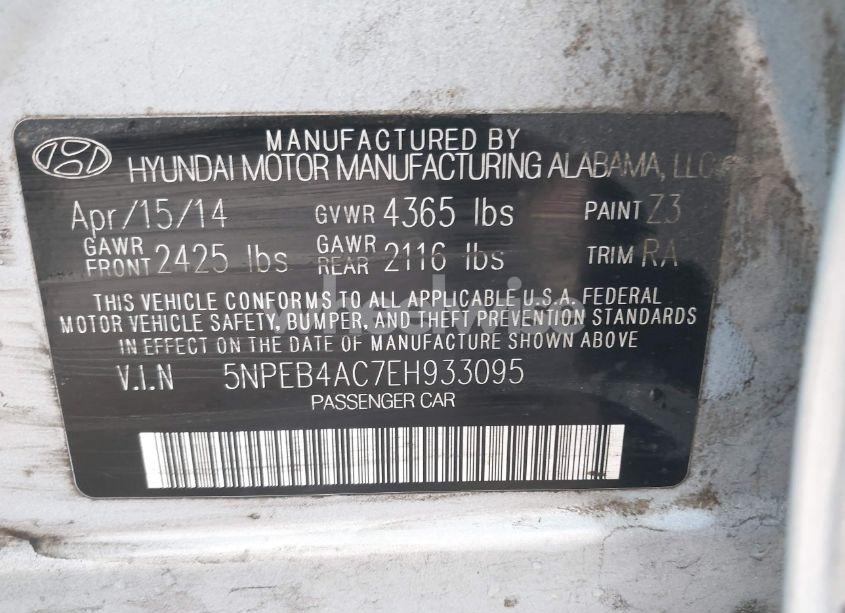 MANUFACTURED BY
HYUNDAI MOTOR MANUFACTURING ALABAMA, LLC
Apr/15/14 GVWR 4365 lbs PAINT Z3
GAWR FRONT 2425 lbs GAWR REAR 2116 lbs TRIM RA
THIS VEHICLE CONFORMS TO ALL APPLICABLE U.S.A. FEDERAL
MOTOR VEHICLE SAFETY, BUMPER, AND THEFT PREVENTION STANDARDS
IN EFFECT ON THE DATE OF MANUFACTURE SHOWN ABOVE.
V.I.N 5NPEB4AC7EH933095
PASSENGER CAR
wheelwise